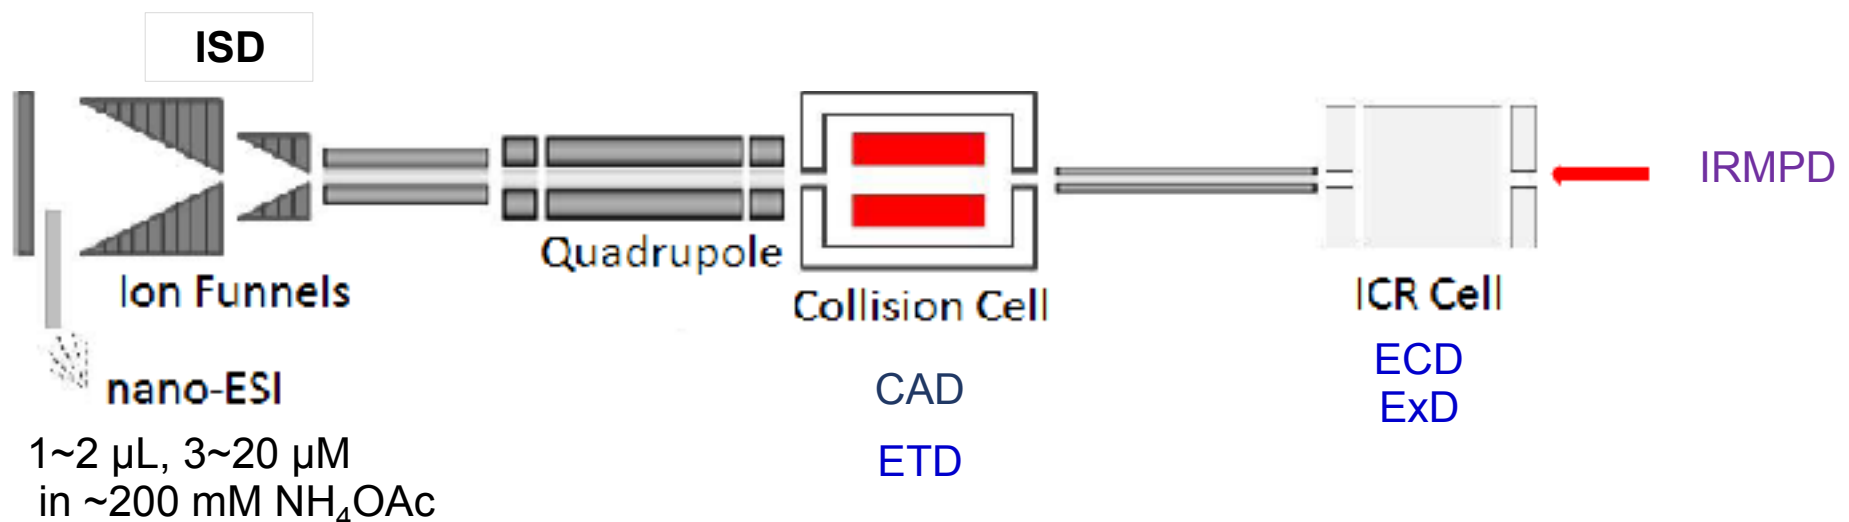 ISD
IRMPD
Quadrupole
Ion Funnels
Collision Cell
ICR Cell
nano-ESI
CAD
ETD
ECD
ExD
1~2 µL, 3~20 µM
in ~200 mM NH₄OAc